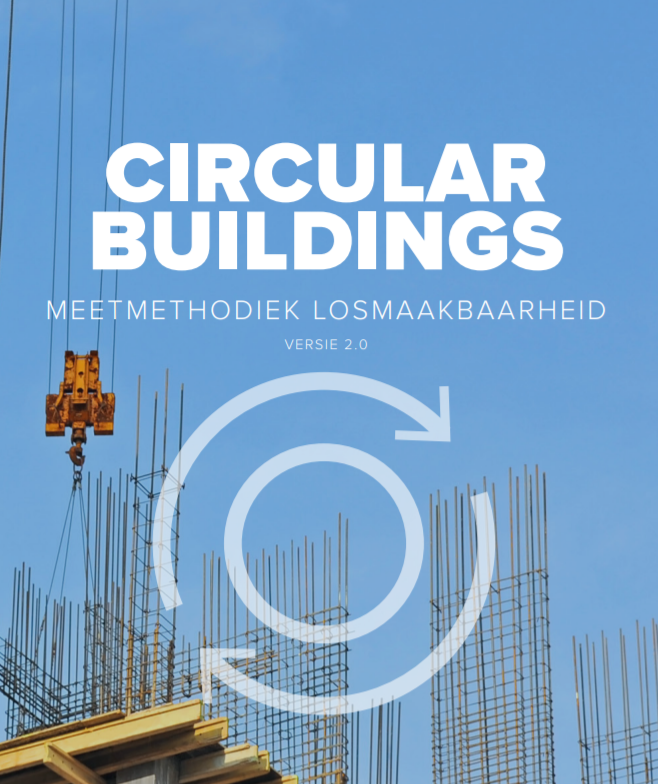 CIRCULAR
BUILDINGS
MEETMETHODIEK LOSMAAKBAARHEID
VERSIE 2.0